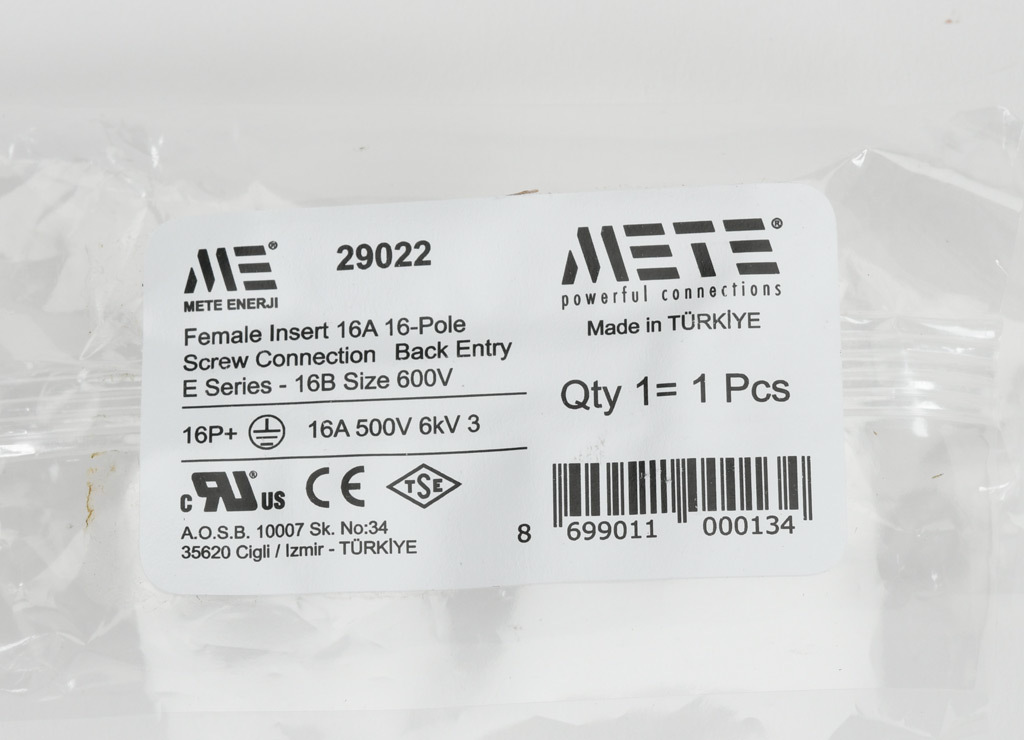 ME®
METE ENERJI
29022
Female Insert 16A 16-Pole
Screw Connection Back Entry
E Series - 16B Size 600V
16P+ 16A 500V 6kV 3
c RU® US CE TSE
A.O.S.B. 10007 Sk. No:34
35620 Cigli / Izmir - TÜRKİYE
METE®
powerful connections
Made in TÜRKİYE
Qty 1= 1 Pcs
8 699011 000134